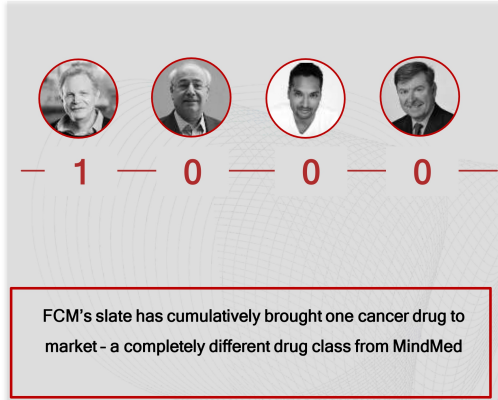 1 0 0 0
FCM's slate has cumulatively brought one cancer drug to
market – a completely different drug class from MindMed